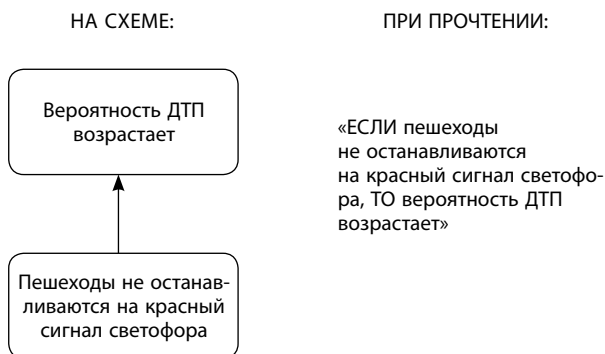 НА СХЕМЕ:
ПРИ ПРОЧТЕНИИ:
Вероятность ДТП
возрастает
«ЕСЛИ пешеходы
не останавливаются
на красный сигнал светофо-
ра, ТО вероятность ДТП
возрастает»
Пешеходы не останав-
ливаются на красный
сигнал светофора